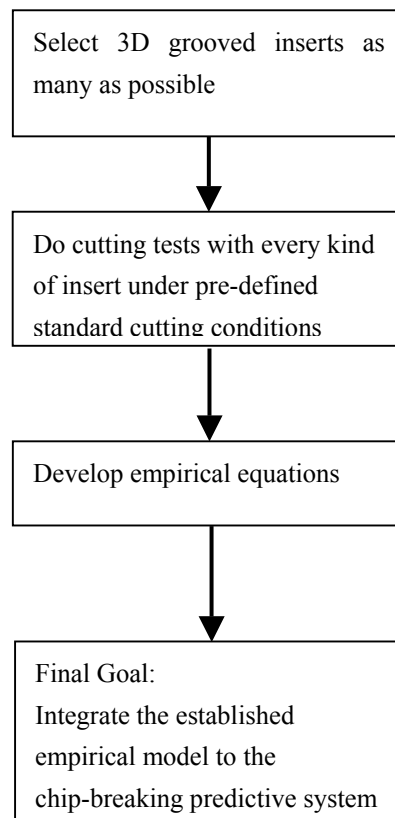 Select 3D grooved inserts as
many as possible
Do cutting tests with every kind
of insert under pre-defined
standard cutting conditions
Develop empirical equations
Final Goal:
Integrate the established
empirical model to the
chip-breaking predictive system